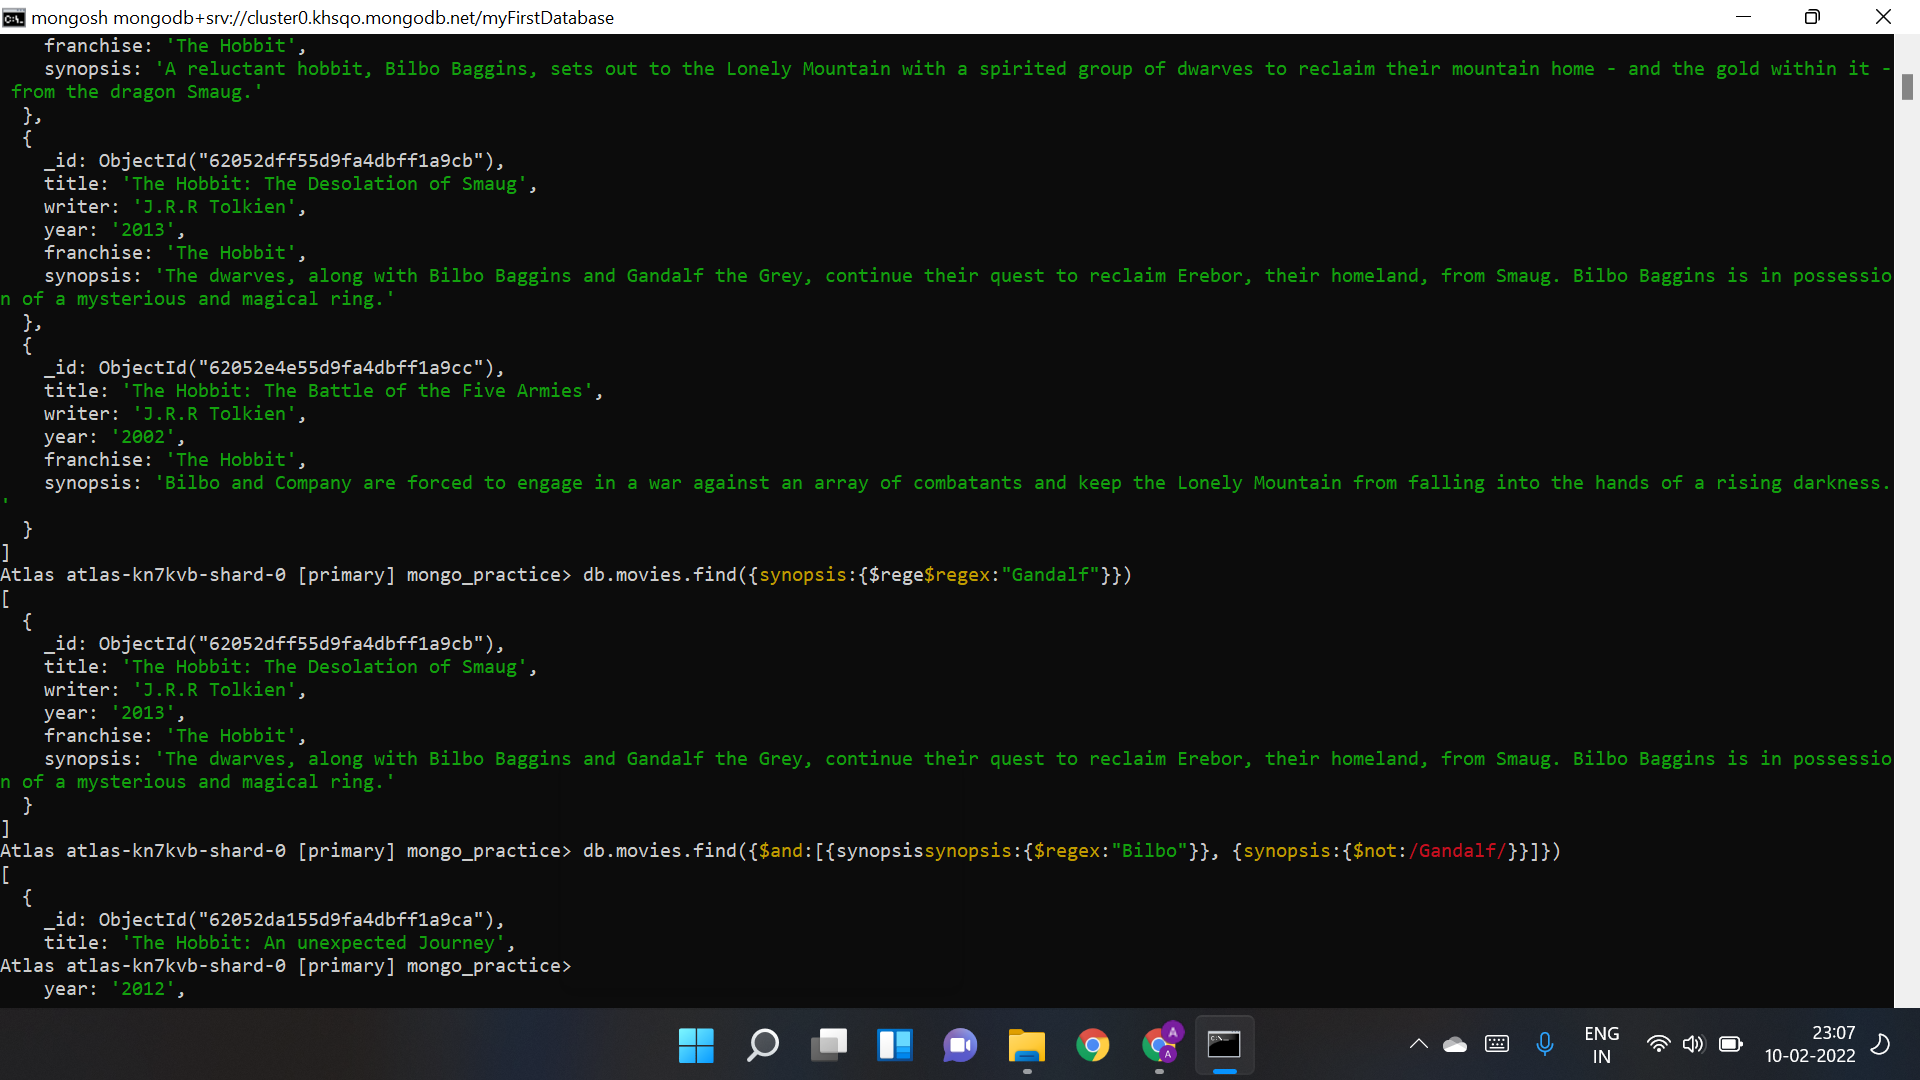 mongosh mongodb+srv://cluster0.khsqo.mongodb.net/myFirstDatabase
    franchise: 'The Hobbit',
    synopsis: 'A reluctant hobbit, Bilbo Baggins, sets out to the Lonely Mountain with a spirited group of dwarves to reclaim their mountain home - and the gold within it -
 from the dragon Smaug.'
  },
  {
    _id: ObjectId("62052dff55d9fa4dbff1a9cb"),
    title: 'The Hobbit: The Desolation of Smaug',
    writer: 'J.R.R Tolkien',
    year: '2013',
    franchise: 'The Hobbit',
    synopsis: 'The dwarves, along with Bilbo Baggins and Gandalf the Grey, continue their quest to reclaim Erebor, their homeland, from Smaug. Bilbo Baggins is in possessio
n of a mysterious and magical ring.'
  },
  {
    _id: ObjectId("62052e4e55d9fa4dbff1a9cc"),
    title: 'The Hobbit: The Battle of the Five Armies',
    writer: 'J.R.R Tolkien',
    year: '2002',
    franchise: 'The Hobbit',
    synopsis: 'Bilbo and Company are forced to engage in a war against an array of combatants and keep the Lonely Mountain from falling into the hands of a rising darkness.
'
  }
]
Atlas atlas-kn7kvb-shard-0 [primary] mongo_practice> db.movies.find({synopsis:{$rege$regex:"Gandalf"}})
[
  {
    _id: ObjectId("62052dff55d9fa4dbff1a9cb"),
    title: 'The Hobbit: The Desolation of Smaug',
    writer: 'J.R.R Tolkien',
    year: '2013',
    franchise: 'The Hobbit',
    synopsis: 'The dwarves, along with Bilbo Baggins and Gandalf the Grey, continue their quest to reclaim Erebor, their homeland, from Smaug. Bilbo Baggins is in possessio
n of a mysterious and magical ring.'
  }
]
Atlas atlas-kn7kvb-shard-0 [primary] mongo_practice> db.movies.find({$and:[{synopsissynopsis:{$regex:"Bilbo"}}, {synopsis:{$not:/Gandalf/}}]})
[
  {
    _id: ObjectId("62052da155d9fa4dbff1a9ca"),
    title: 'The Hobbit: An unexpected Journey',
Atlas atlas-kn7kvb-shard-0 [primary] mongo_practice>
    year: '2012',
A
A
ENG
IN
23:07
10-02-2022